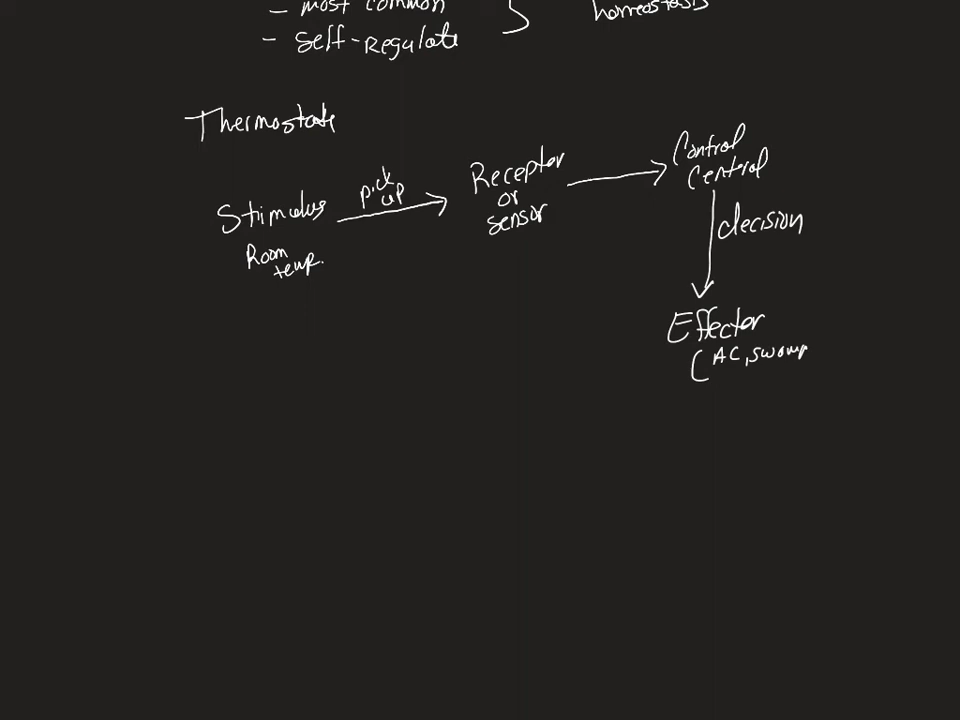 - most common
- Self-Regulate
homeostasis
Thermostate
Stimulus
Room
temp.
pick
up
Receptor
or
sensor
Control
Centeral
decision
Effector
(AC, swamp